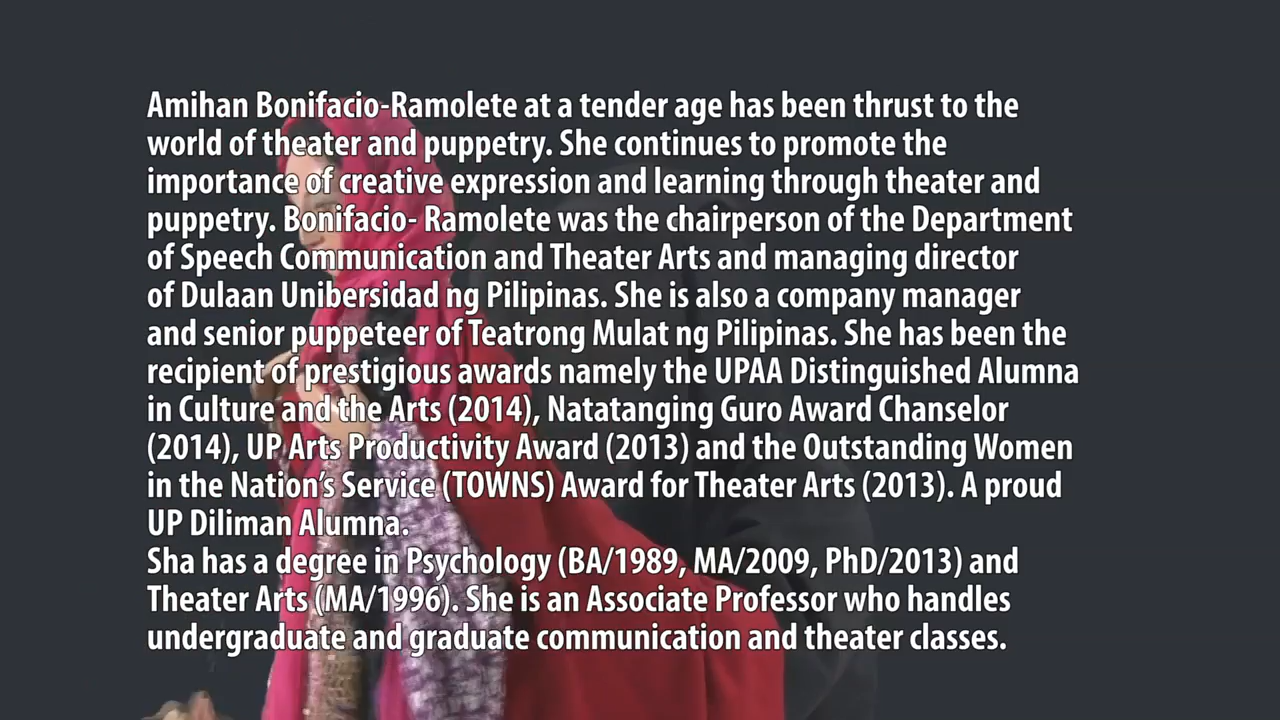 Amihan Bonifacio-Ramolete at a tender age has been thrust to the
world of theater and puppetry. She continues to promote the
importance of creative expression and learning through theater and
puppetry. Bonifacio- Ramolete was the chairperson of the Department
of Speech Communication and Theater Arts and managing director
of Dulaan Unibersidad ng Pilipinas. She is also a company manager
and senior puppeteer of Teatrong Mulat ng Pilipinas. She has been the
recipient of prestigious awards namely the UPAA Distinguished Alumna
in Culture and the Arts (2014), Natatanging Guro Award Chanselor
(2014), UP Arts Productivity Award (2013) and the Outstanding Women
in the Nation’s Service (TOWNS) Award for Theater Arts (2013). A proud
UP Diliman Alumna.
Sha has a degree in Psychology (BA/1989, MA/2009, PhD/2013) and
Theater Arts (MA/1996). She is an Associate Professor who handles
undergraduate and graduate communication and theater classes.